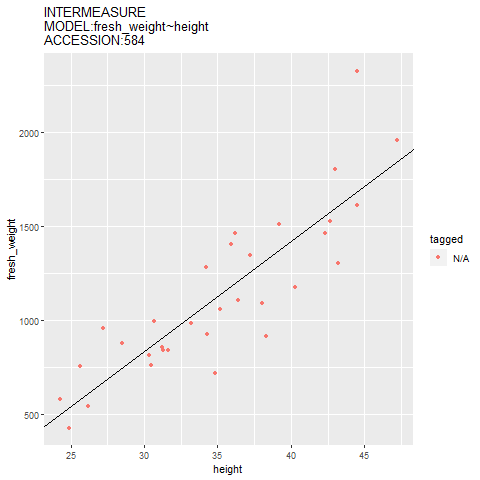 INTERMEASURE
MODEL:fresh_weight~height
ACCESSION:584
fresh_weight
2000
1500
1000
500
25 30 35 40 45
height
tagged
N/A